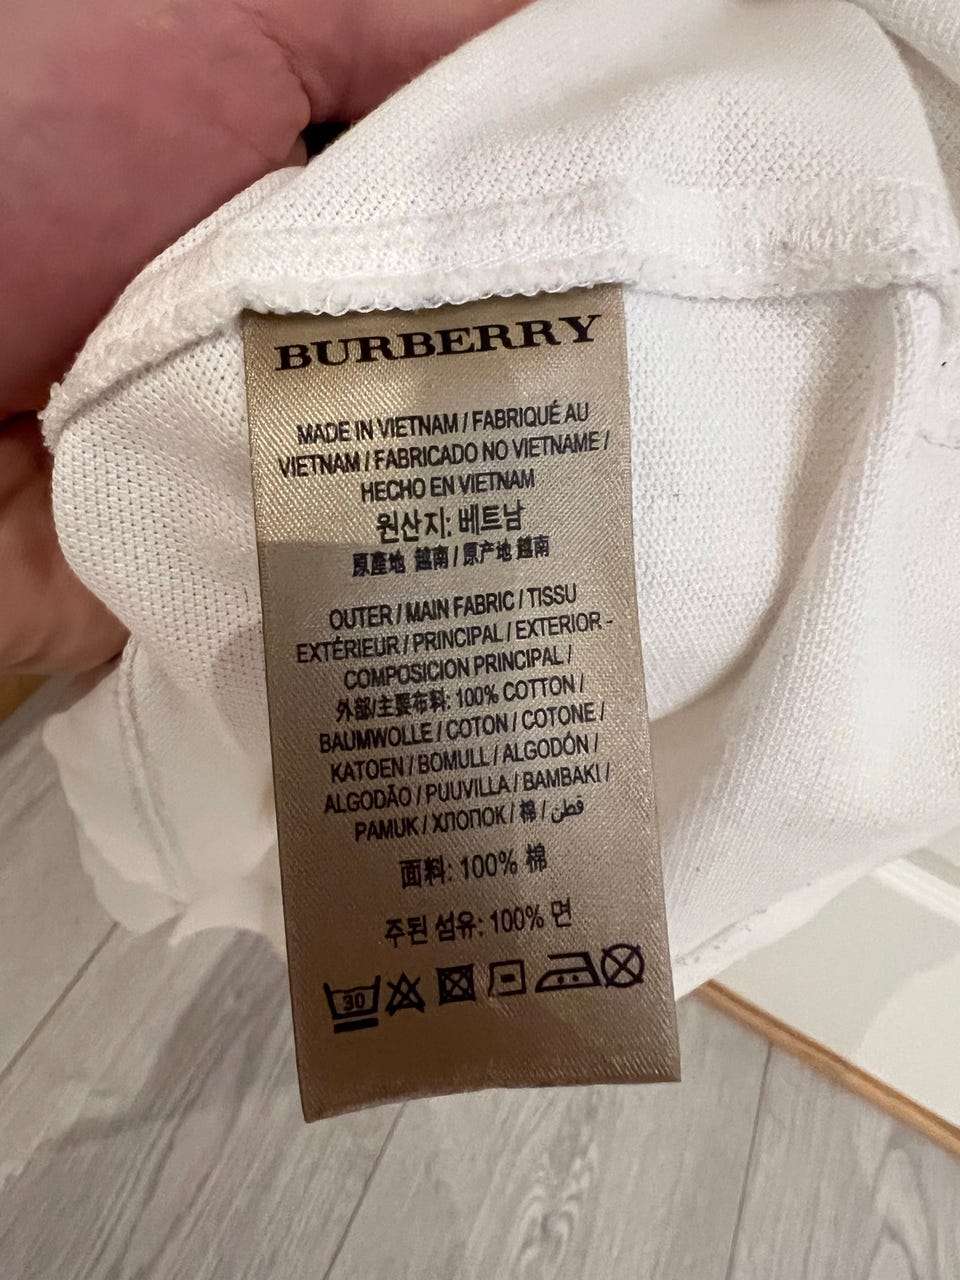 BURBERRY
MADE IN VIETNAM / FABRIQUÉ AU
VIETNAM / FABRICADO NO VIETNAME /
HECHO EN VIETNAM
원산지: 베트남
原產地 越南 / 原产地 越南
OUTER / MAIN FABRIC / TISSU
EXTÉRIEUR / PRINCIPAL / EXTERIOR -
COMPOSICION PRINCIPAL /
外部/主要布料: 100% COTTON /
BAUMWOLLE / COTON / COTONE /
KATOEN / BOMULL / ALGODÓN /
ALGODÃO / PUUVILLA / BAMBAKI /
PAMUK / ХЛОПОК / 棉 / قطن
面料: 100% 棉
주된 섬유: 100% 면
30